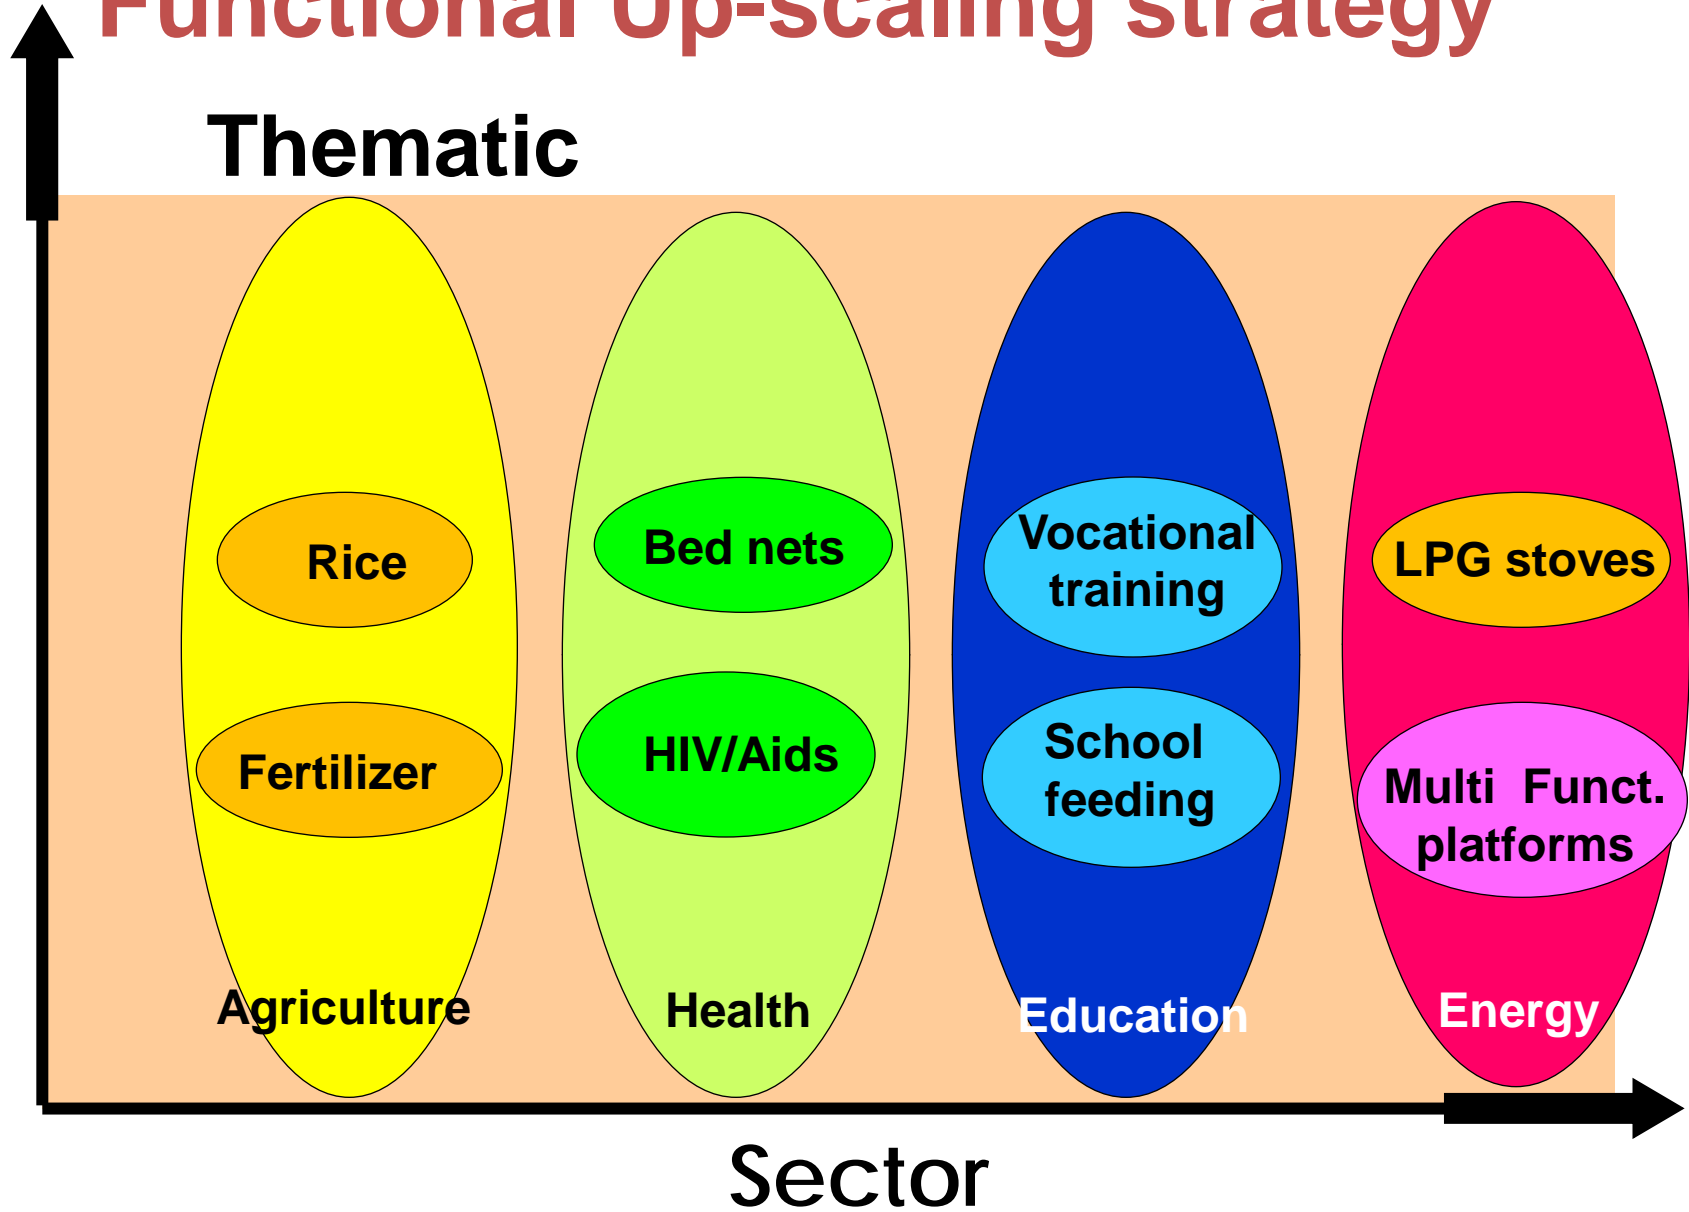 Functional Up-scaling strategy
Thematic
Rice
Bed nets
Vocational
training
LPG stoves
Fertilizer
HIV/Aids
School
feeding
Multi Funct.
platforms
Agriculture
Health
Education
Energy
Sector